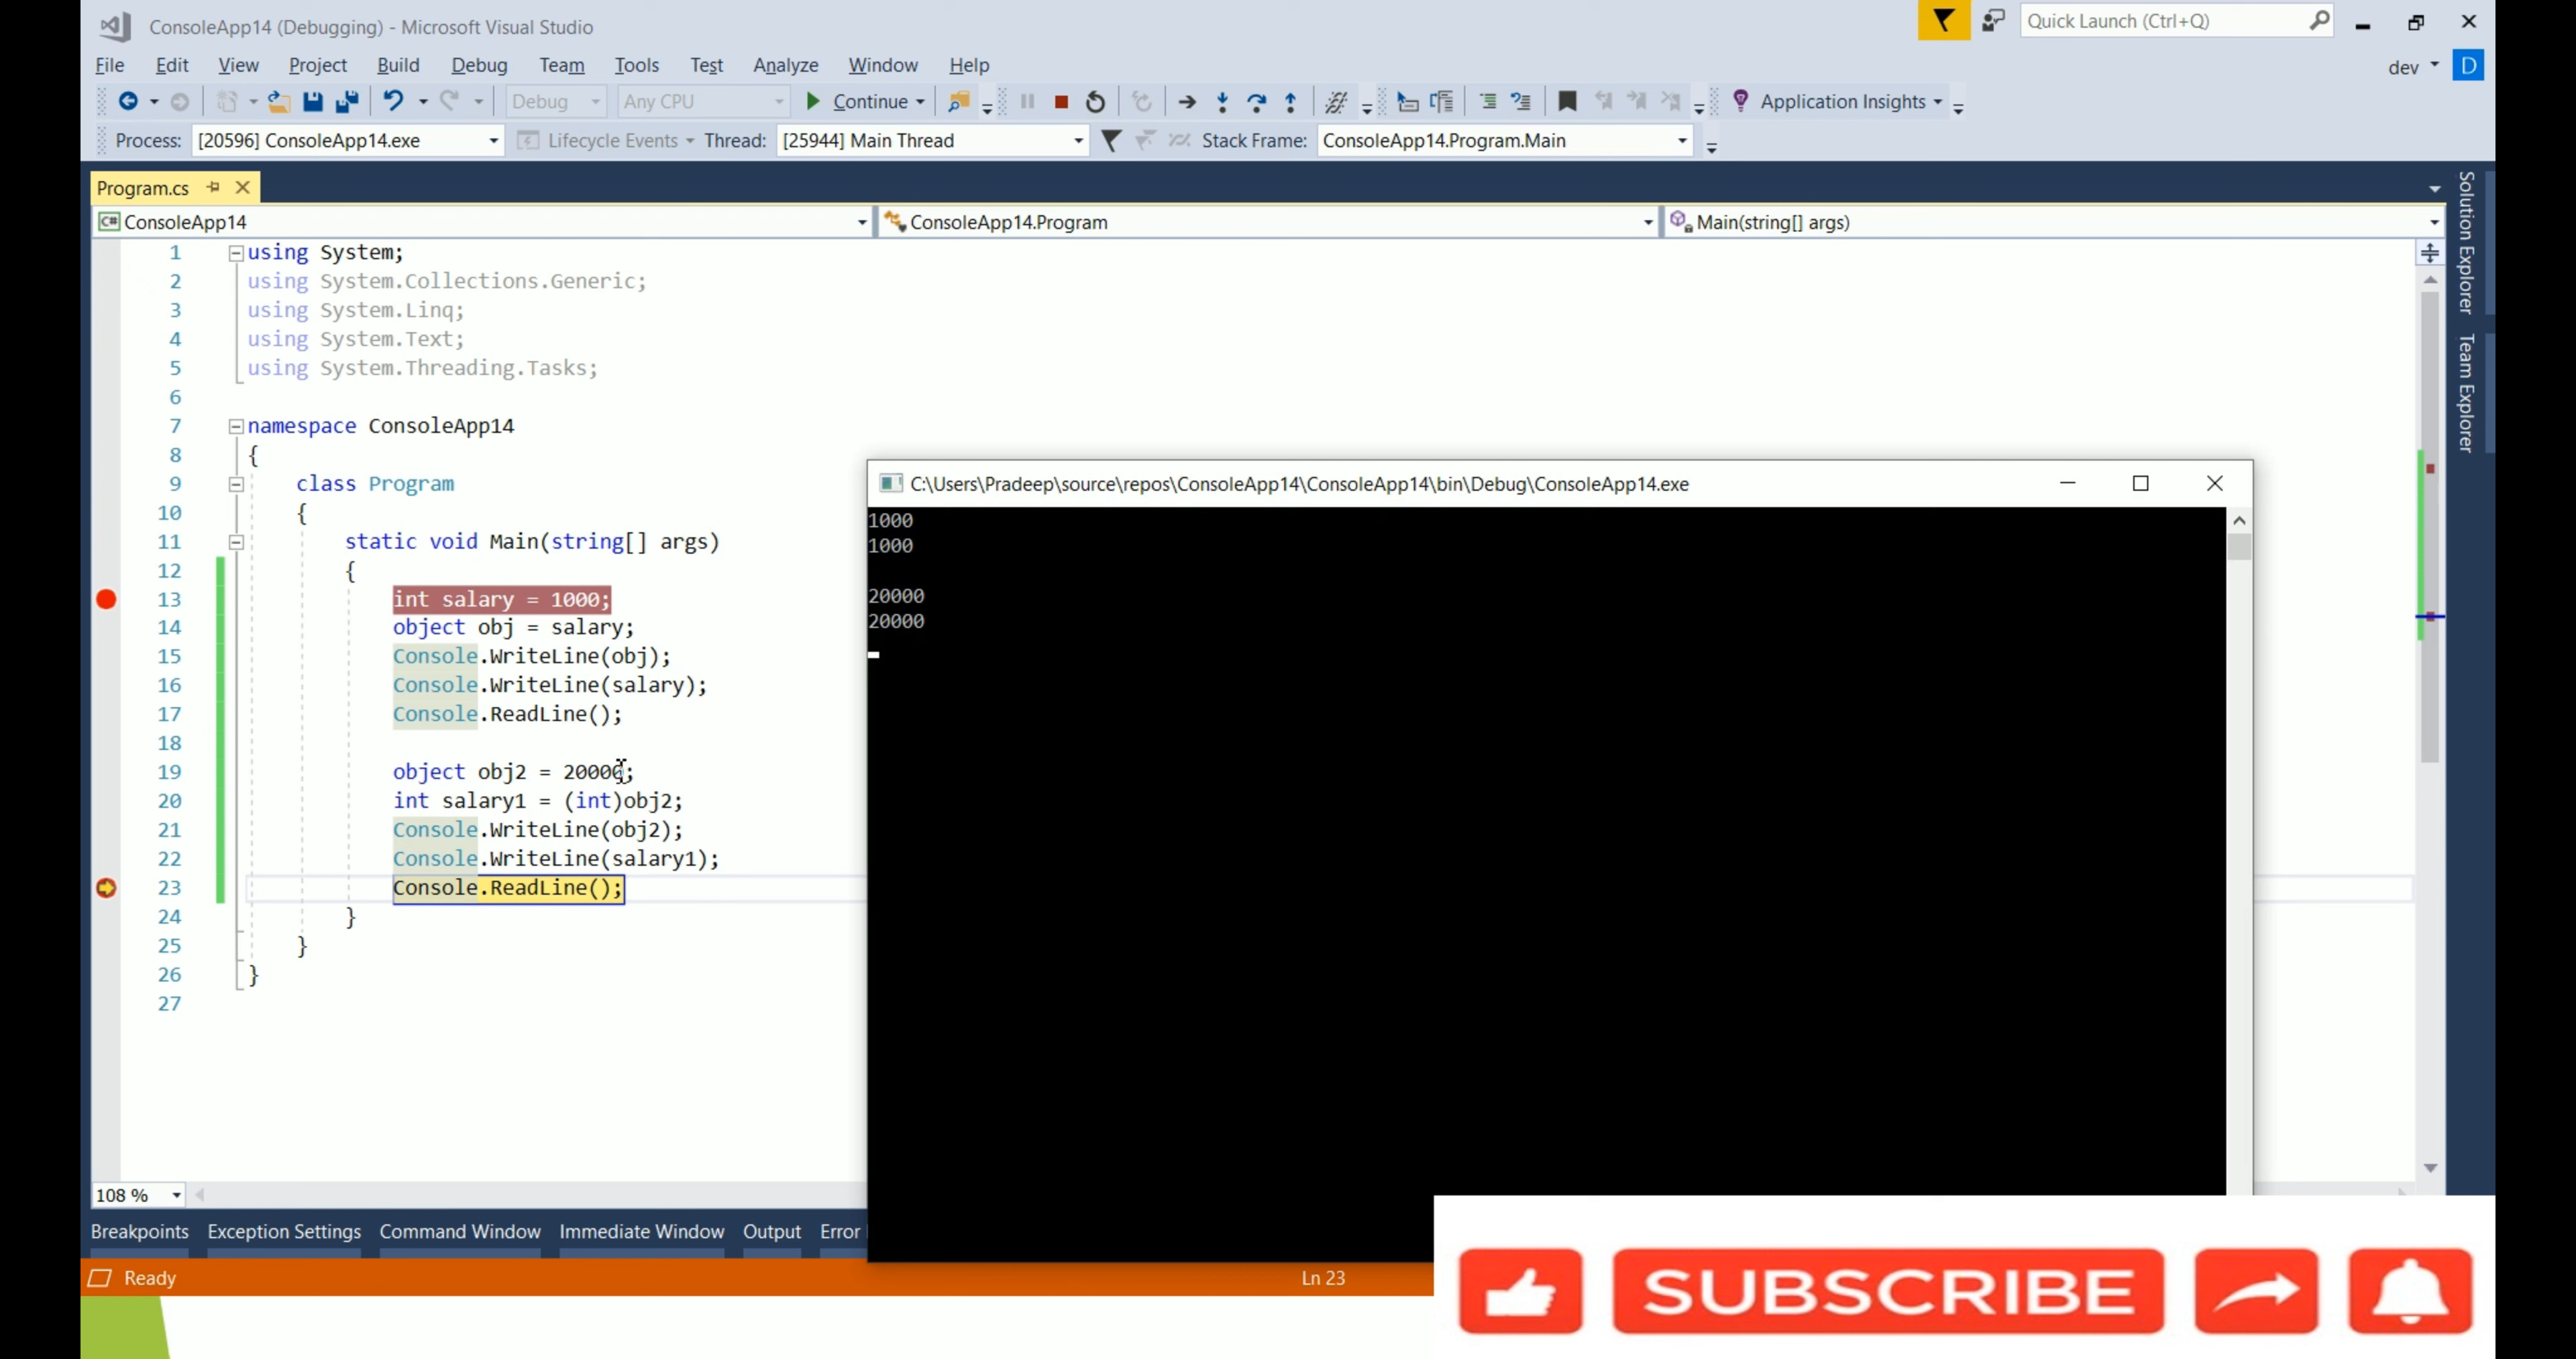 ConsoleApp14 (Debugging) - Microsoft Visual Studio
Quick Launch (Ctrl+Q)
File Edit View Project Build Debug Team Tools Test Analyze Window Help
dev D
Debug Any CPU Continue Application Insights
Process: [20596] ConsoleApp14.exe Lifecycle Events Thread: [25944] Main Thread Stack Frame: ConsoleApp14.Program.Main
Program.cs
C# ConsoleApp14 ConsoleApp14.Program Main(string[] args)
Solution Explorer
Team Explorer
1 using System;
2 using System.Collections.Generic;
3 using System.Linq;
4 using System.Text;
5 using System.Threading.Tasks;
6
7 namespace ConsoleApp14
8 {
9 class Program
10 {
11 static void Main(string[] args)
12 {
13 int salary = 1000;
14 object obj = salary;
15 Console.WriteLine(obj);
16 Console.WriteLine(salary);
17 Console.ReadLine();
18
19 object obj2 = 20000;
20 int salary1 = (int)obj2;
21 Console.WriteLine(obj2);
22 Console.WriteLine(salary1);
23 Console.ReadLine();
24 }
25 }
26 }
27
C:\Users\Pradeep\source\repos\ConsoleApp14\ConsoleApp14\bin\Debug\ConsoleApp14.exe
1000
1000
20000
20000
108 %
Breakpoints Exception Settings Command Window Immediate Window Output Error
Ready Ln 23
SUBSCRIBE